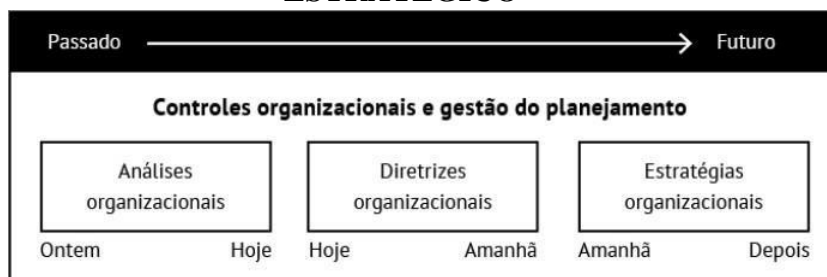 Passado Futuro
Controles organizacionais e gestão do planejamento
Análises
organizacionais
Diretrizes
organizacionais
Estratégias
organizacionais
Ontem Hoje Hoje Amanhã Amanhã Depois